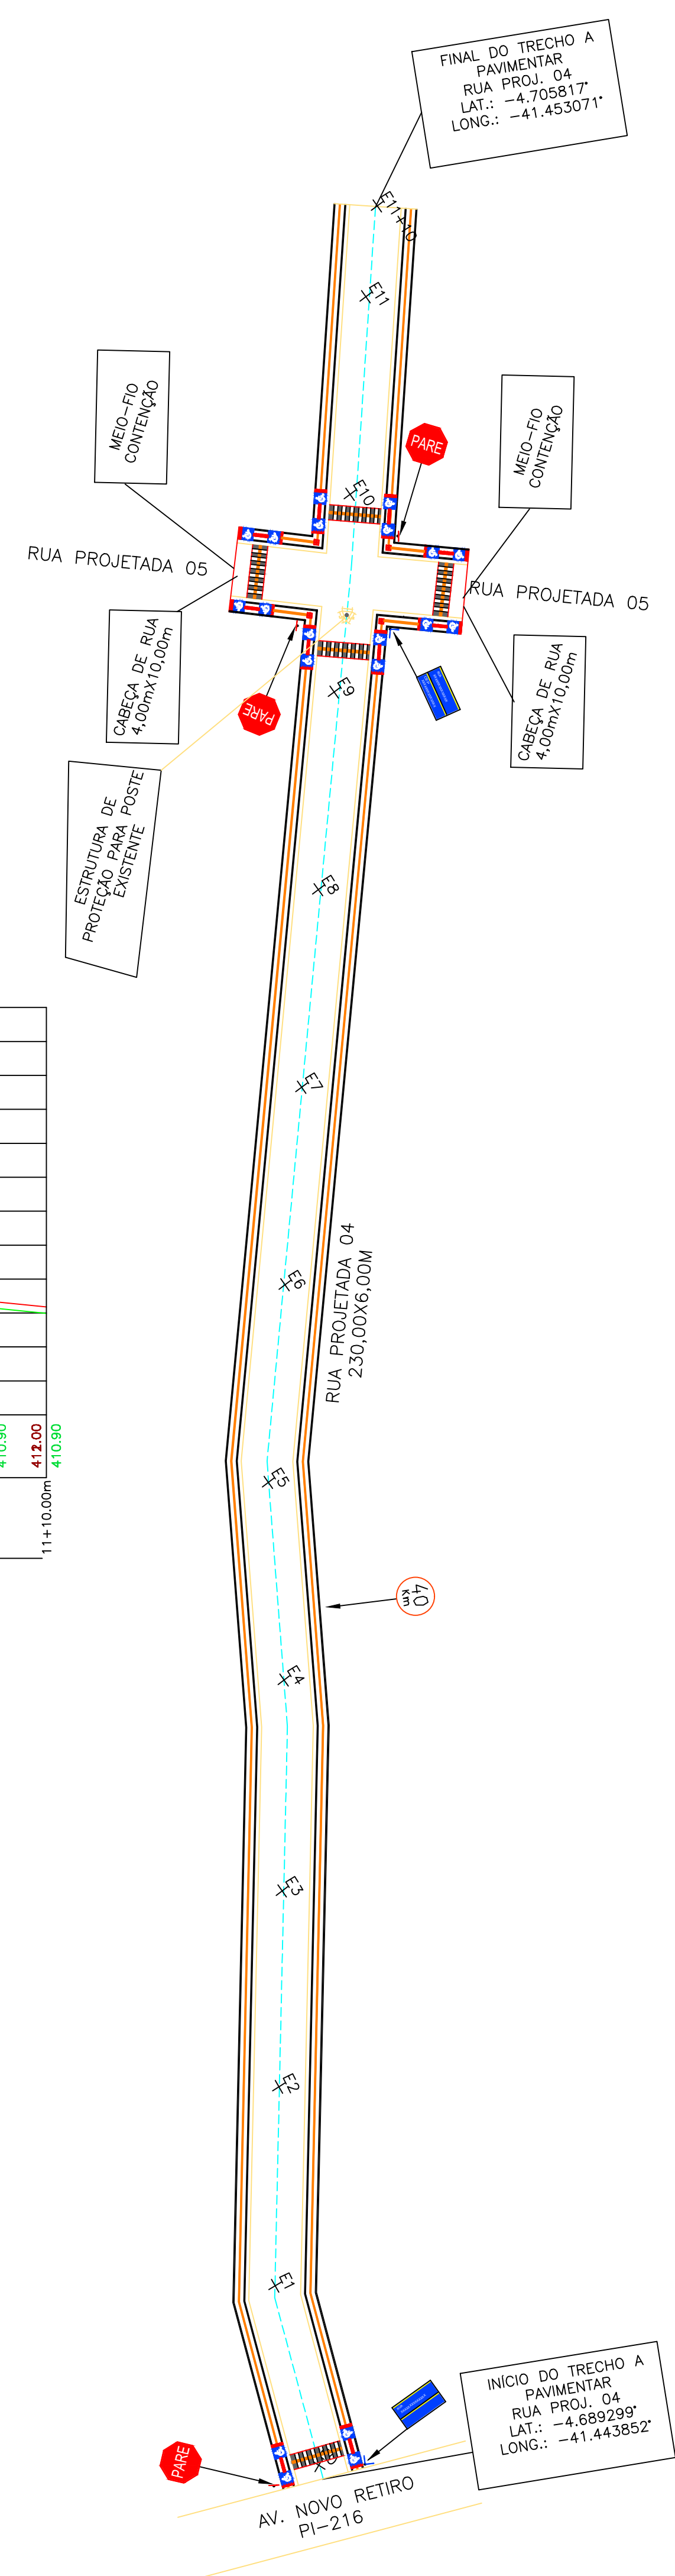 FINAL DO TRECHO A
PAVIMENTAR
RUA PROJ. 04
LAT.: -4.705817°
LONG.: -41.453071°
E11+10
E11
MEIO-FIO
CONTENÇÃO
MEIO-FIO
CONTENÇÃO
PARE
E10
RUA PROJETADA 05
RUA PROJETADA 05
CABEÇA DE RUA
4,00mX10,00m
CABEÇA DE RUA
4,00mX10,00m
PARE
E9
ESTRUTURA DE
PROTEÇÃO PARA POSTE
EXISTENTE
E8
E7
E6
RUA PROJETADA 04
230,00X6,00M
410.90
410.90
11+10.00m
E5
40
Km
E4
E3
E2
E1
INÍCIO DO TRECHO A
PAVIMENTAR
RUA PROJ. 04
LAT.: -4.689299°
LONG.: -41.443852°
PARE
AV. NOVO RETIRO
PI-216